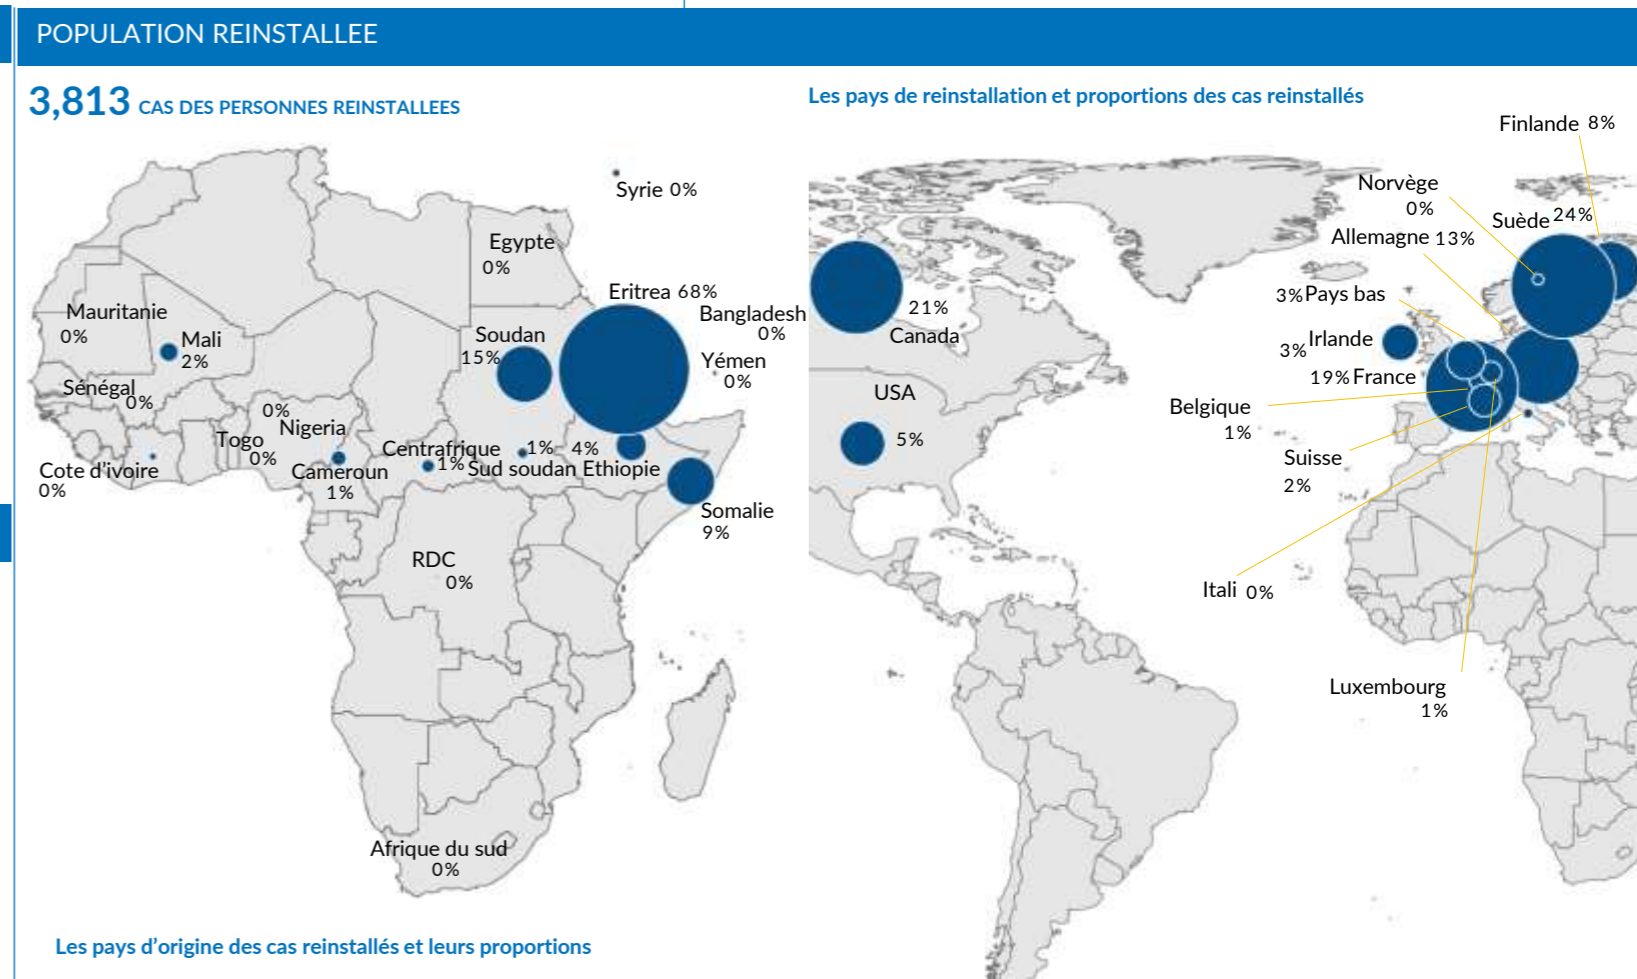 POPULATION REINSTALLEE
3,813 CAS DES PERSONNES REINSTALLEES
Syrie 0%
Egypte
0%
Eritrea 68%
Bangladesh
0%
Mauritanie
0%
Mali
2%
Soudan
15%
Yémen
0%
Sénégal
0%
0%
Nigeria
Togo
0%
Cote d'ivoire
0%
Cameroun
1%
Centrafrique
1%
1%
Sud soudan
4%
Ethiopie
Somalie
9%
RDC
0%
Afrique du sud
0%
Les pays d'origine des cas reinstallés et leurs proportions
Les pays de reinstallation et proportions des cas reinstallés
Finlande 8%
Norvège
0%
Suède 24%
Allemagne 13%
3% Pays bas
21%
Canada
3% Irlande
19% France
USA
5%
Belgique
1%
Suisse
2%
Itali 0%
Luxembourg
1%